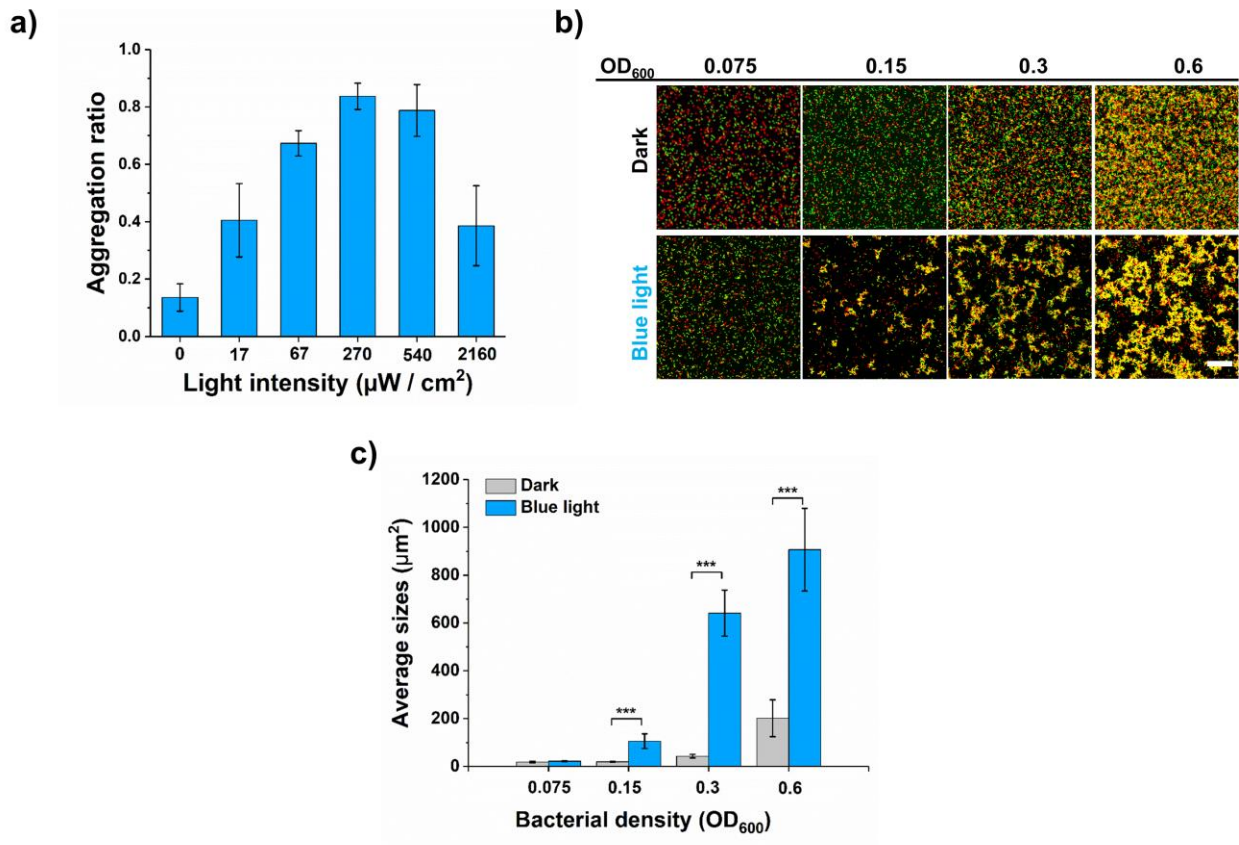 a)
1.0
0.8
0.6
0.4
0.2
0.0
Aggregation ratio
0 17 67 270 540 2160
Light intensity (µW / cm²)
b)
OD₆₀₀ 0.075 0.15 0.3 0.6
Dark
Blue light
c)
Dark
Blue light
1200
1000
800
600
400
200
0
Average sizes (µm²)
***
***
***
0.075 0.15 0.3 0.6
Bacterial density (OD₆₀₀)